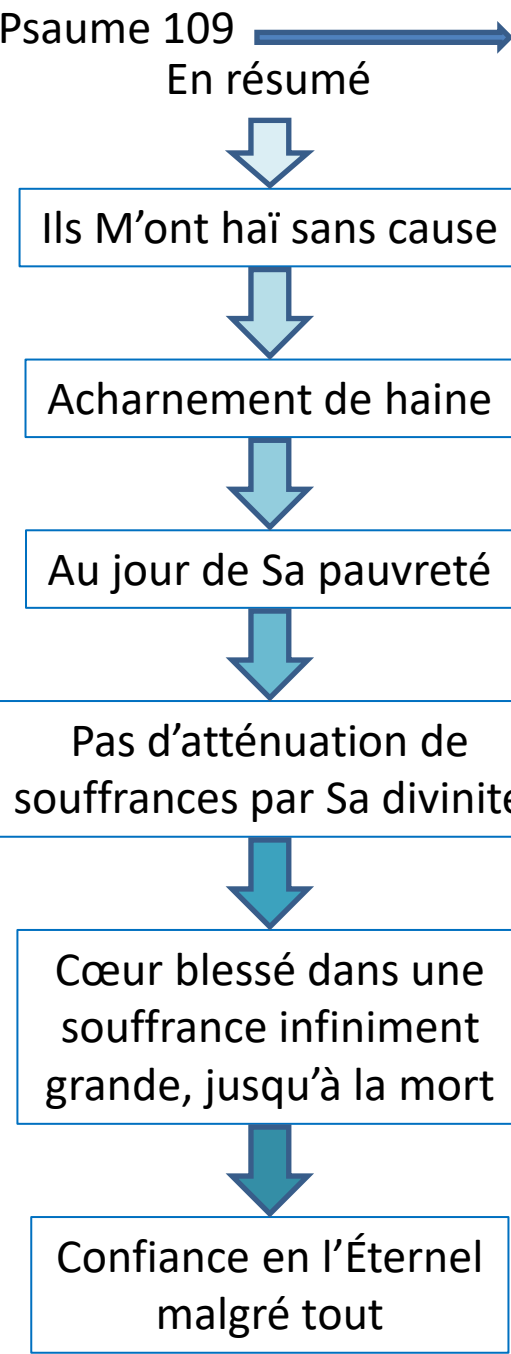 Psaume 109
En résumé
Ils M’ont haï sans cause
Acharnement de haine
Au jour de Sa pauvreté
Pas d’atténuation de
souffrances par Sa divinité
Cœur blessé dans une
souffrance infiniment
grande, jusqu’à la mort
Confiance en l’Éternel
malgré tout